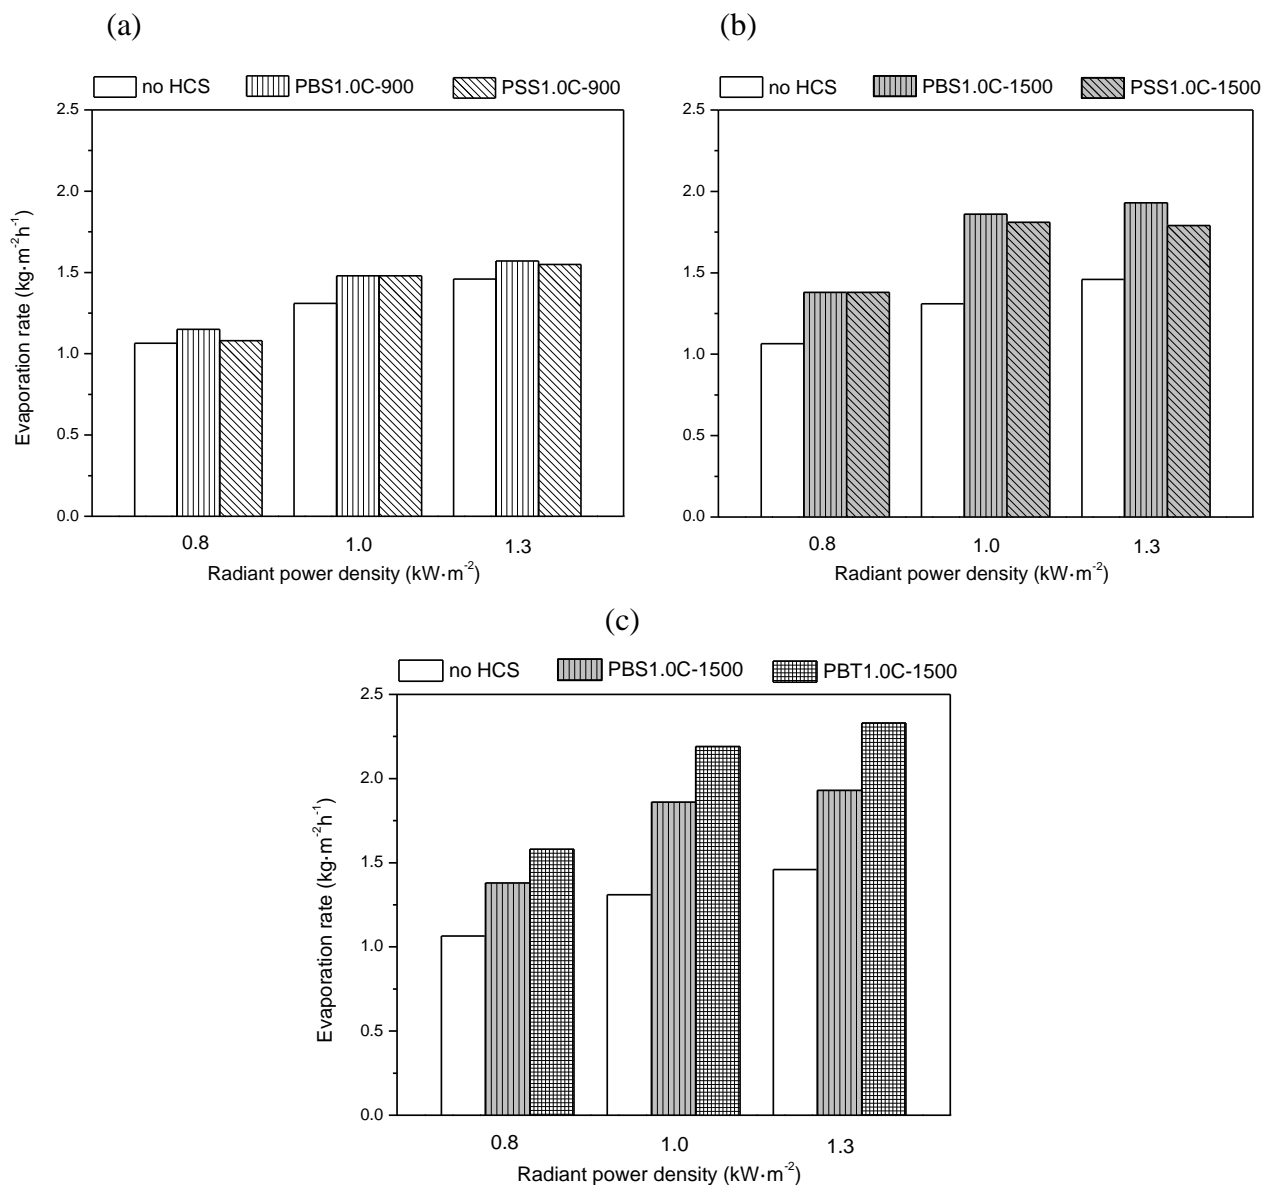 (a)
no HCS PBS1.0C-900 PSS1.0C-900
2.5
2.0
1.5
1.0
0.5
0.0
Evaporation rate (kg·m⁻²h⁻¹)
0.8 1.0 1.3
Radiant power density (kW·m⁻²)
(b)
no HCS PBS1.0C-1500 PSS1.0C-1500
2.5
2.0
1.5
1.0
0.5
0.0
0.8 1.0 1.3
Radiant power density (kW·m⁻²)
(c)
no HCS PBS1.0C-1500 PBT1.0C-1500
2.5
2.0
1.5
1.0
0.5
0.0
Evaporation rate (kg·m⁻²h⁻¹)
0.8 1.0 1.3
Radiant power density (kW·m⁻²)